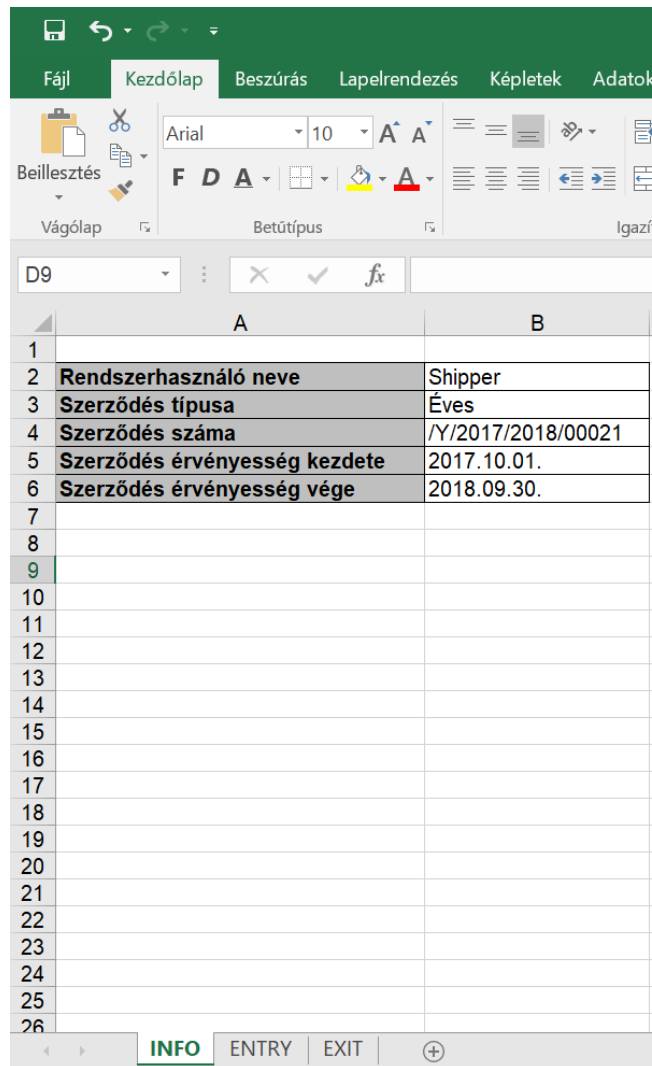 Fájl Kezdőlap Beszúrás Lapelrendezés Képletek Adatok
Arial 10 A A
Beillesztés F D A A
Vágólap Betűtípus Igazí
D9 fx
A B
1
2 Rendszerhasználó neve Shipper
3 Szerződés típusa Éves
4 Szerződés száma /Y/2017/2018/00021
5 Szerződés érvényesség kezdete 2017.10.01.
6 Szerződés érvényesség vége 2018.09.30.
7
8
9
10
11
12
13
14
15
16
17
18
19
20
21
22
23
24
25
26
INFO ENTRY EXIT